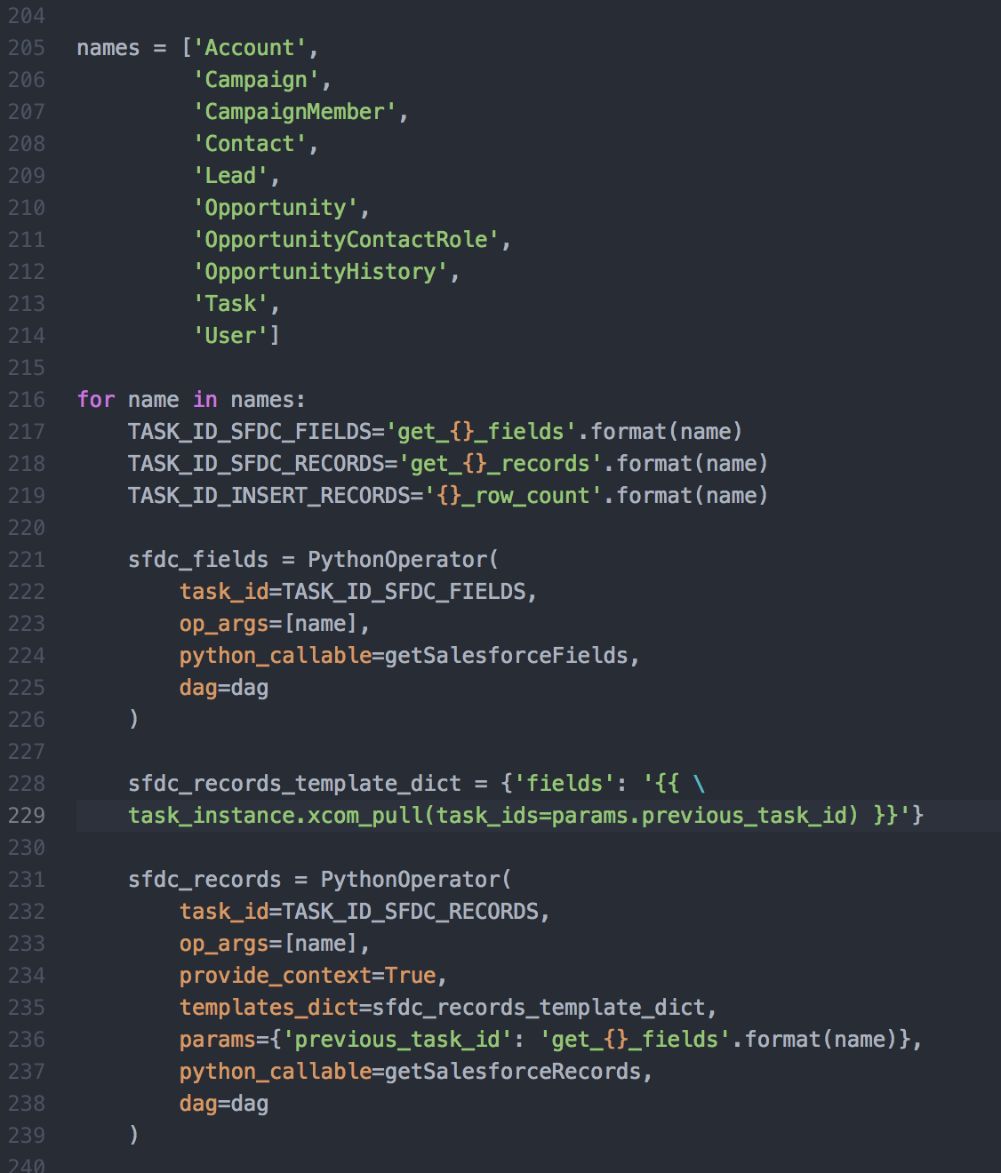 204
205 names = ['Account',
206 'Campaign',
207 'CampaignMember',
208 'Contact',
209 'Lead',
210 'Opportunity',
211 'OpportunityContactRole',
212 'OpportunityHistory',
213 'Task',
214 'User']
215
216 for name in names:
217 TASK_ID_SFDC_FIELDS='get_{}_fields'.format(name)
218 TASK_ID_SFDC_RECORDS='get_{}_records'.format(name)
219 TASK_ID_INSERT_RECORDS='{}_row_count'.format(name)
220
221 sfdc_fields = PythonOperator(
222 task_id=TASK_ID_SFDC_FIELDS,
223 op_args=[name],
224 python_callable=getSalesforceFields,
225 dag=dag
226 )
227
228 sfdc_records_template_dict = {'fields': '{{ \
229 task_instance.xcom_pull(task_ids=params.previous_task_id) }}'}
230
231 sfdc_records = PythonOperator(
232 task_id=TASK_ID_SFDC_RECORDS,
233 op_args=[name],
234 provide_context=True,
235 templates_dict=sfdc_records_template_dict,
236 params={'previous_task_id': 'get_{}_fields'.format(name)},
237 python_callable=getSalesforceRecords,
238 dag=dag
239 )
240